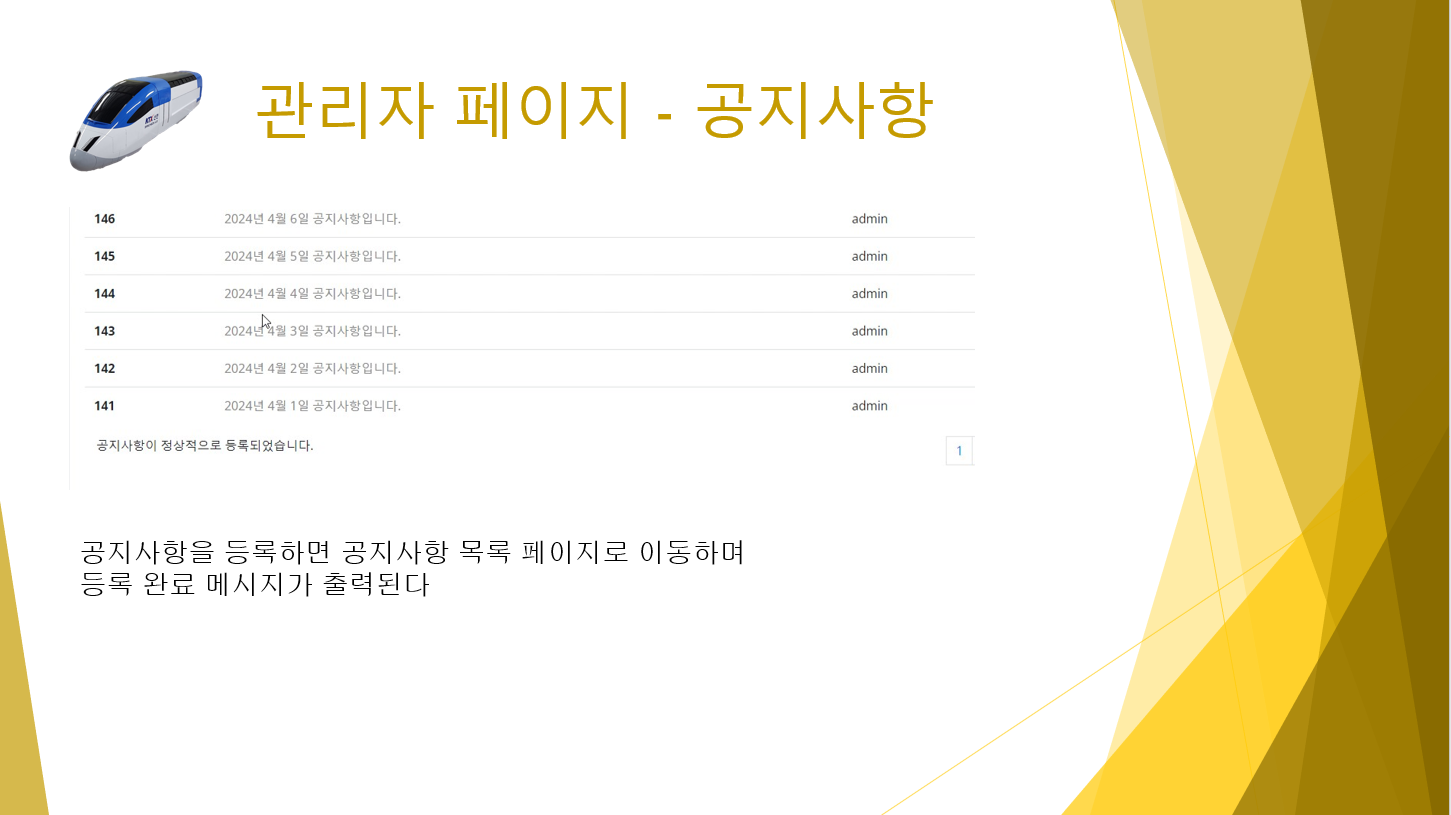 관리자 페이지 - 공지사항
146 2024년 4월 6일 공지사항입니다. admin
145 2024년 4월 5일 공지사항입니다. admin
144 2024년 4월 4일 공지사항입니다. admin
143 2024년 4월 3일 공지사항입니다. admin
142 2024년 4월 2일 공지사항입니다. admin
141 2024년 4월 1일 공지사항입니다. admin
공지사항이 정상적으로 등록되었습니다. 1
공지사항을 등록하면 공지사항 목록 페이지로 이동하며
등록 완료 메시지가 출력된다